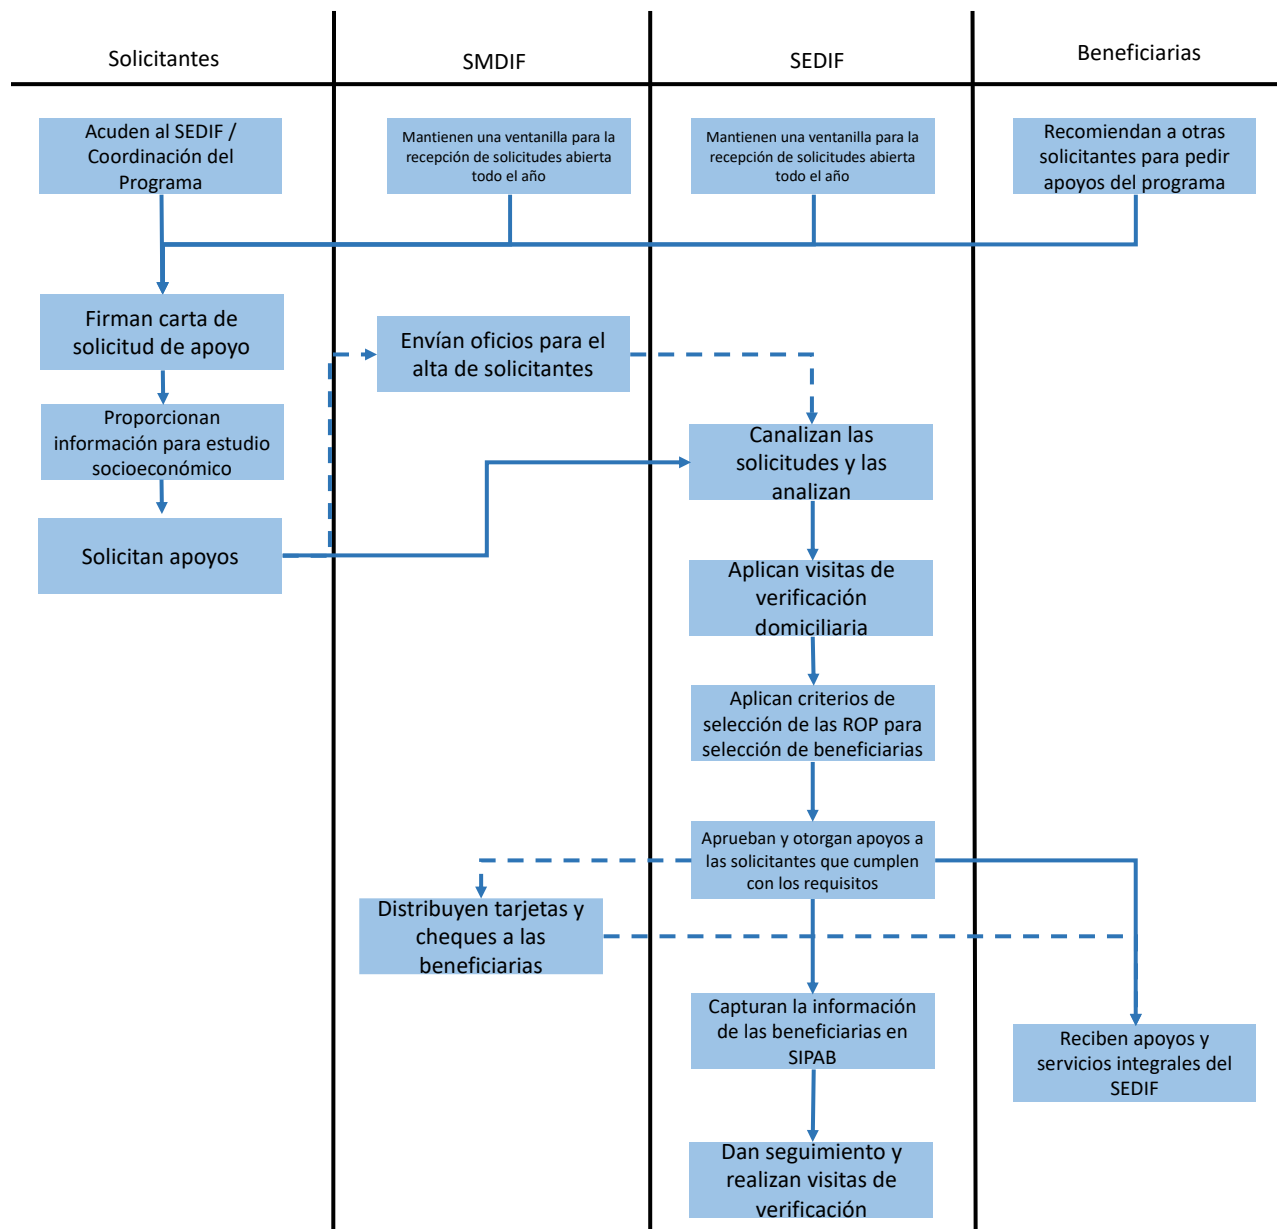 Solicitantes
SMDIF
SEDIF
Beneficiarias
Acuden al SEDIF /
Coordinación del
Programa
Mantienen una ventanilla para la
recepción de solicitudes abierta
todo el año
Mantienen una ventanilla para la
recepción de solicitudes abierta
todo el año
Recomiendan a otras
solicitantes para pedir
apoyos del programa
Firman carta de
solicitud de apoyo
Envían oficios para el
alta de solicitantes
Proporcionan
información para estudio
socioeconómico
Canalizan las
solicitudes y las
analizan
Solicitan apoyos
Aplican visitas de
verificación
domiciliaria
Aplican criterios de
selección de las ROP para
selección de beneficiarias
Aprueban y otorgan apoyos a
las solicitantes que cumplen
con los requisitos
Distribuyen tarjetas y
cheques a las
beneficiarias
Capturan la información
de las beneficiarias en
SIPAB
Reciben apoyos y
servicios integrales del
SEDIF
Dan seguimiento y
realizan visitas de
verificación